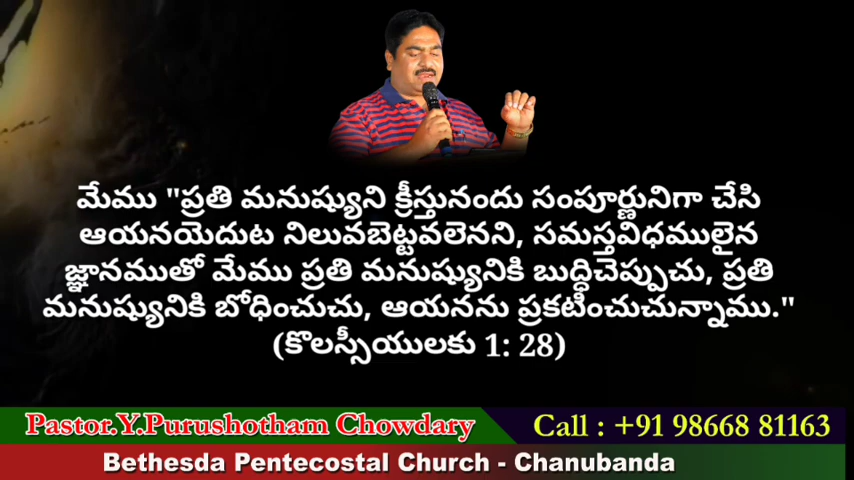 మేము "ప్రతి మనుష్యుని క్రీస్తునందు సంపూర్ణునిగా చేసి
ఆయనయెదుట నిలువబెట్టవలెనని, సమస్తవిధములైన
జ్ఞానముతో మేము ప్రతి మనుష్యునికి బుద్ధిచెప్పుచు, ప్రతి
మనుష్యునికి బోధించుచు, ఆయనను ప్రకటించుచున్నాము."
(కొలస్సీయులకు 1: 28)
Pastor.Y.Purushotham Chowdary
Call : +91 98668 81163
Bethesda Pentecostal Church - Chanubanda